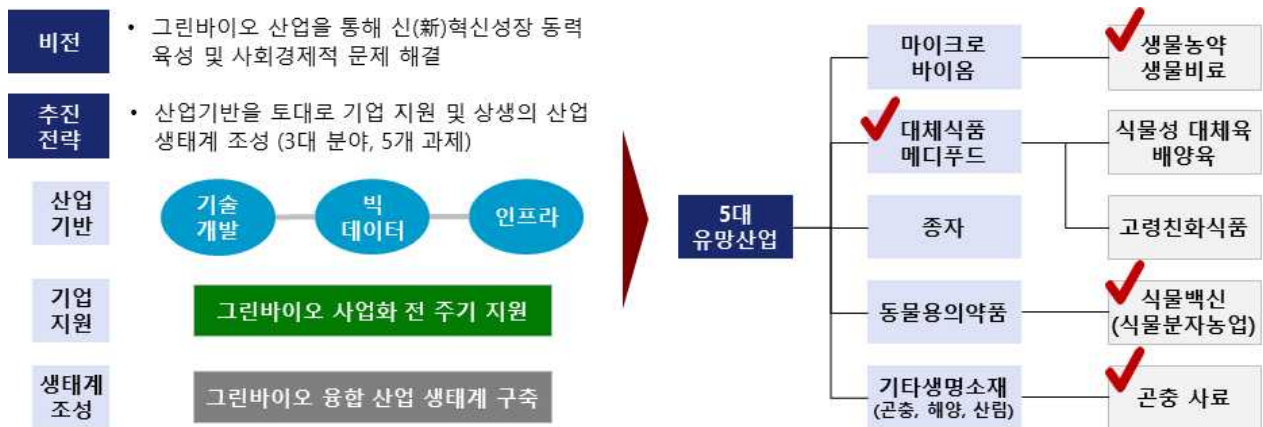 비전
• 그린바이오 산업을 통해 신(新)혁신성장 동력
육성 및 사회경제적 문제 해결
추진
전략
• 산업기반을 토대로 기업 지원 및 상생의 산업
생태계 조성 (3대 분야, 5개 과제)
산업
기반
기술
개발
빅
데이터
인프라
기업
지원
그린바이오 사업화 전 주기 지원
생태계
조성
그린바이오 융합 산업 생태계 구축
5대
유망산업
마이크로
바이옴
생물농약
생물비료
대체식품
메디푸드
식물성 대체육
배양육
종자
고령친화식품
동물용의약품
식물백신
(식물분자농업)
기타생명소재
(곤충, 해양, 산림)
곤충 사료